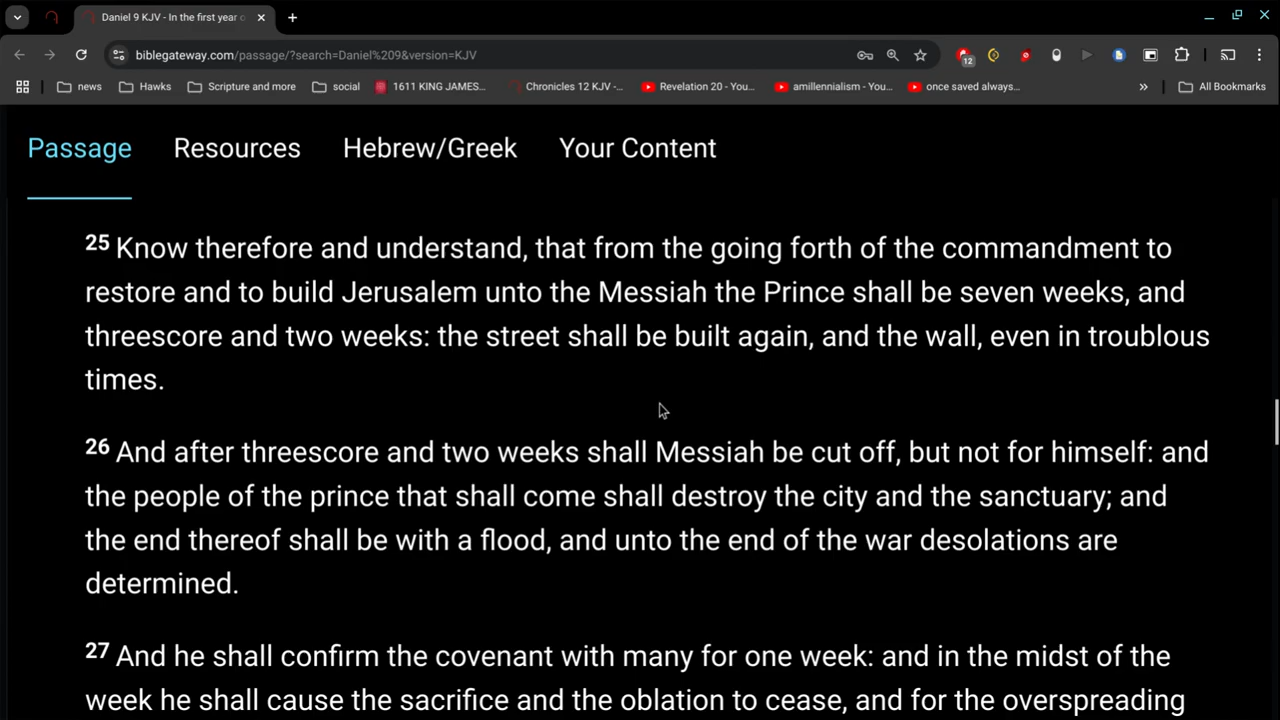 Daniel 9 KJV - In the first year o
biblegateway.com/passage/?search=Daniel%209&version=KJV
12
news Hawks Scripture and more social 1611 KING JAMES... Chronicles 12 KJV -... Revelation 20 - You... amillennialism - You... once saved always... » All Bookmarks
Passage Resources Hebrew/Greek Your Content
25 Know therefore and understand, that from the going forth of the commandment to
restore and to build Jerusalem unto the Messiah the Prince shall be seven weeks, and
threescore and two weeks: the street shall be built again, and the wall, even in troublous
times.
26 And after threescore and two weeks shall Messiah be cut off, but not for himself: and
the people of the prince that shall come shall destroy the city and the sanctuary; and
the end thereof shall be with a flood, and unto the end of the war desolations are
determined.
27 And he shall confirm the covenant with many for one week: and in the midst of the
week he shall cause the sacrifice and the oblation to cease, and for the overspreading